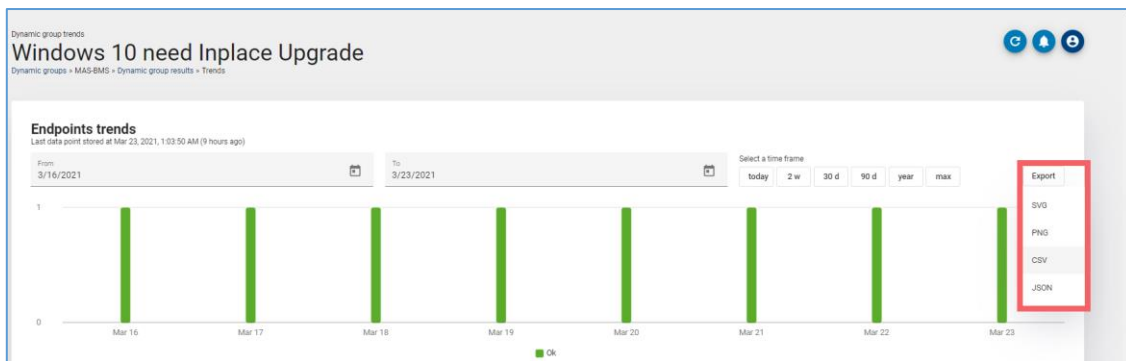 Dynamic group trends
Windows 10 need Inplace Upgrade
Dynamic groups » MAS-BMS » Dynamic group results » Trends
Endpoints trends
Last data point stored at Mar 23, 2021, 1:03:50 AM (9 hours ago)
From
3/16/2021
To
3/23/2021
Select a time frame
today 2 w 30 d 90 d year max
Export
SVG
PNG
CSV
JSON
1
0
Mar 16 Mar 17 Mar 18 Mar 19 Mar 20 Mar 21 Mar 22 Mar 23
Ok